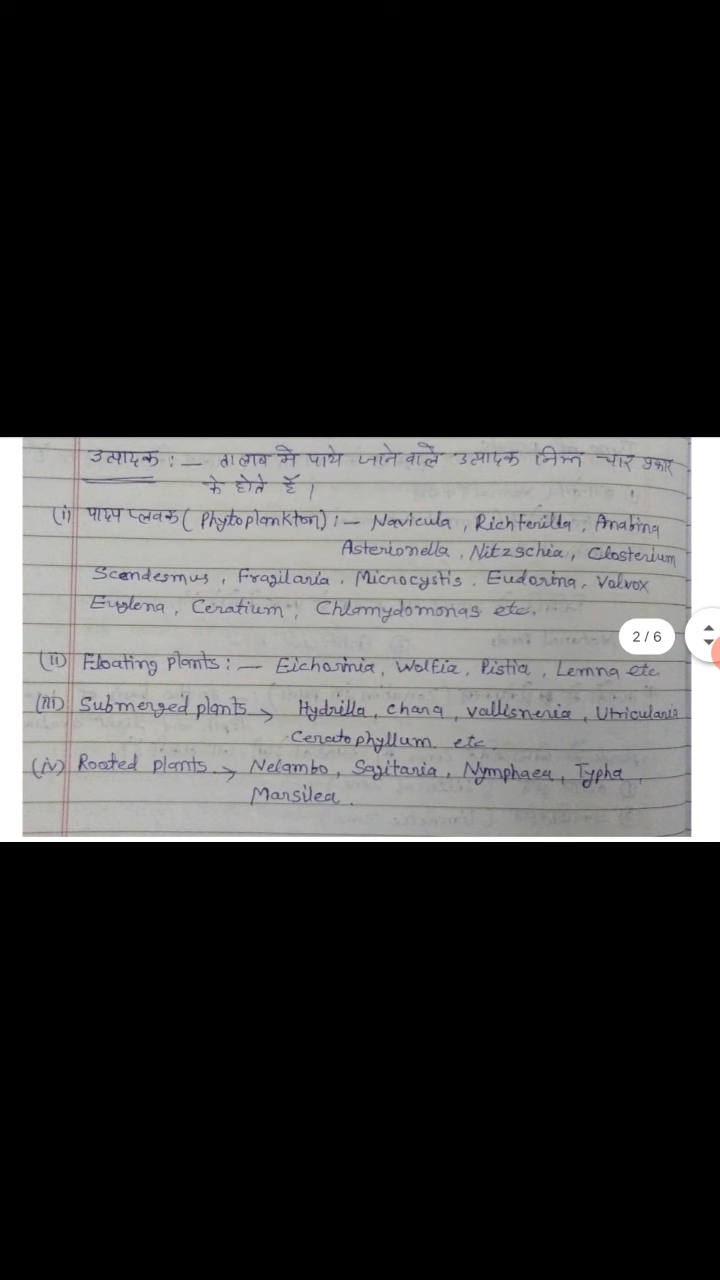 उत्पादक : — तालाब में पाये जाने वाले उत्पादक निम्न चार प्रकार
के होते हैं ।
(i) पादप प्लवक ( Phytoplankton) : — Navicula , Richterilla , Anabina
Asterionella , Nitzschia , Closterium
Scendesmus , Fragilaria , Microcystis . Eudorina , Volvox
Euglena , Ceratium , Chlamydomonas etc.
2 / 6
(ii) Floating plants : — Eichornia , Wolfia , Pistia , Lemna etc
(iii) Submerged plants → Hydrilla , chara , vallisneria , Utricularia
Ceratophyllum etc
(iv) Rooted plants → Nelambo , Sagitaria , Nymphaea , Typha ,
Marsilea .